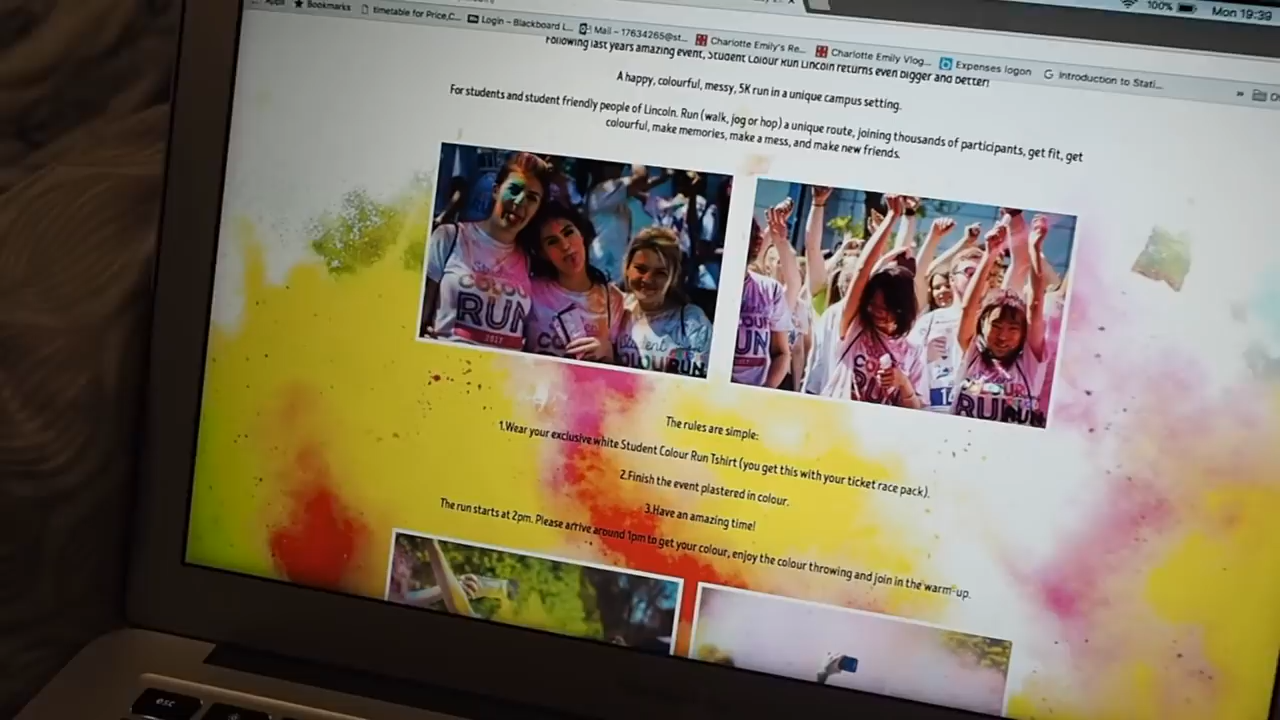 100% Mon 19:39
Apps Bookmarks timetable for Price,C... Login – Blackboard L... Mail – 17634265@st... Charlotte Emily's Re... Charlotte Emily Vlog... Expenses logon Introduction to Stati... »
Following last years amazing event, Student Colour Run Lincoln returns even bigger and better!
A happy, colourful, messy, 5K run in a unique campus setting.
For students and student friendly people of Lincoln. Run (walk, jog or hop) a unique route, joining thousands of participants, get fit, get
colourful, make memories, make a mess, and make new friends.
Student
COLOUR
RUN
2017
Student
COLOUR RUN
UN
RUN
The rules are simple:
1.Wear your exclusive white Student Colour Run Tshirt (you get this with your ticket race pack).
2.Finish the event plastered in colour.
3.Have an amazing time!
The run starts at 2pm. Please arrive around 1pm to get your colour, enjoy the colour throwing and join in the warm-up.
esc